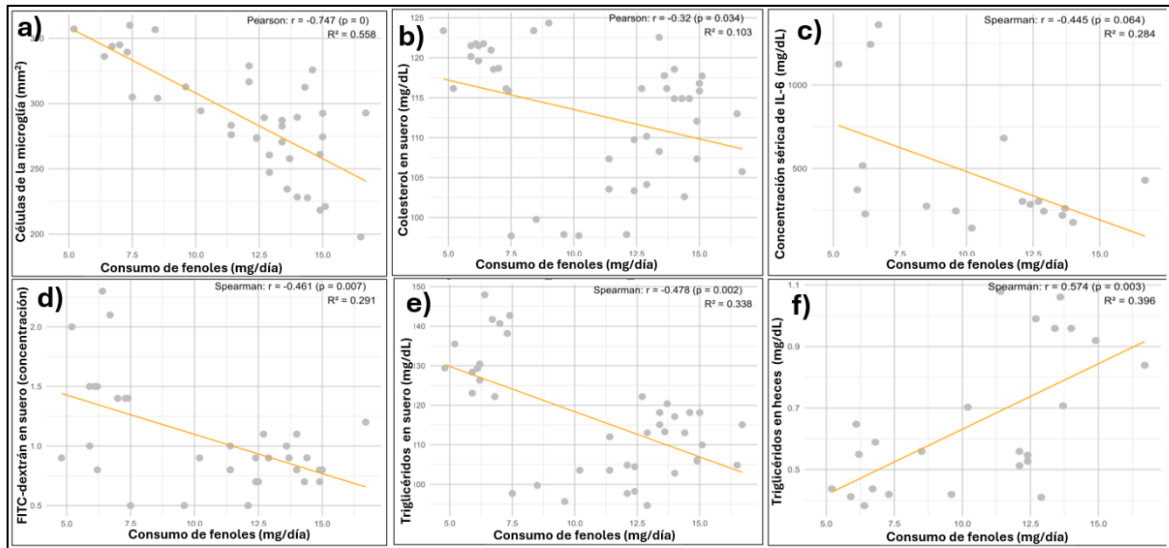 a)
Pearson: r = -0.747 (p = 0)
R² = 0.558
Células de la microglía (mm²)
350
300
250
200
5.0 7.5 10.0 12.5 15.0
Consumo de fenoles (mg/día)
b)
Pearson: r = -0.32 (p = 0.034)
R² = 0.103
Colesterol en suero (mg/dL)
120
115
110
105
100
5.0 7.5 10.0 12.5 15.0
Consumo de fenoles (mg/día)
c)
Spearman: r = -0.445 (p = 0.064)
R² = 0.284
Concentración sérica de IL-6 (mg/dL)
1000
500
5.0 10.0 15.0
Consumo de fenoles (mg/día)
d)
Spearman: r = -0.461 (p = 0.007)
R² = 0.291
FITC-dextrán en suero (concentración)
2.0
1.5
1.0
0.5
5.0 7.5 10.0 12.5 15.0
Consumo de fenoles (mg/día)
e)
Spearman: r = -0.478 (p = 0.002)
R² = 0.338
Triglicéridos en suero (mg/dL)
150
140
130
120
110
100
5.0 7.5 10.0 12.5 15.0
Consumo de fenoles (mg/día)
f)
Spearman: r = 0.574 (p = 0.003)
R² = 0.396
Triglicéridos en heces (mg/dL)
1.1
0.9
0.7
0.5
5.0 7.5 10.0 12.5 15.0
Consumo de fenoles (mg/día)